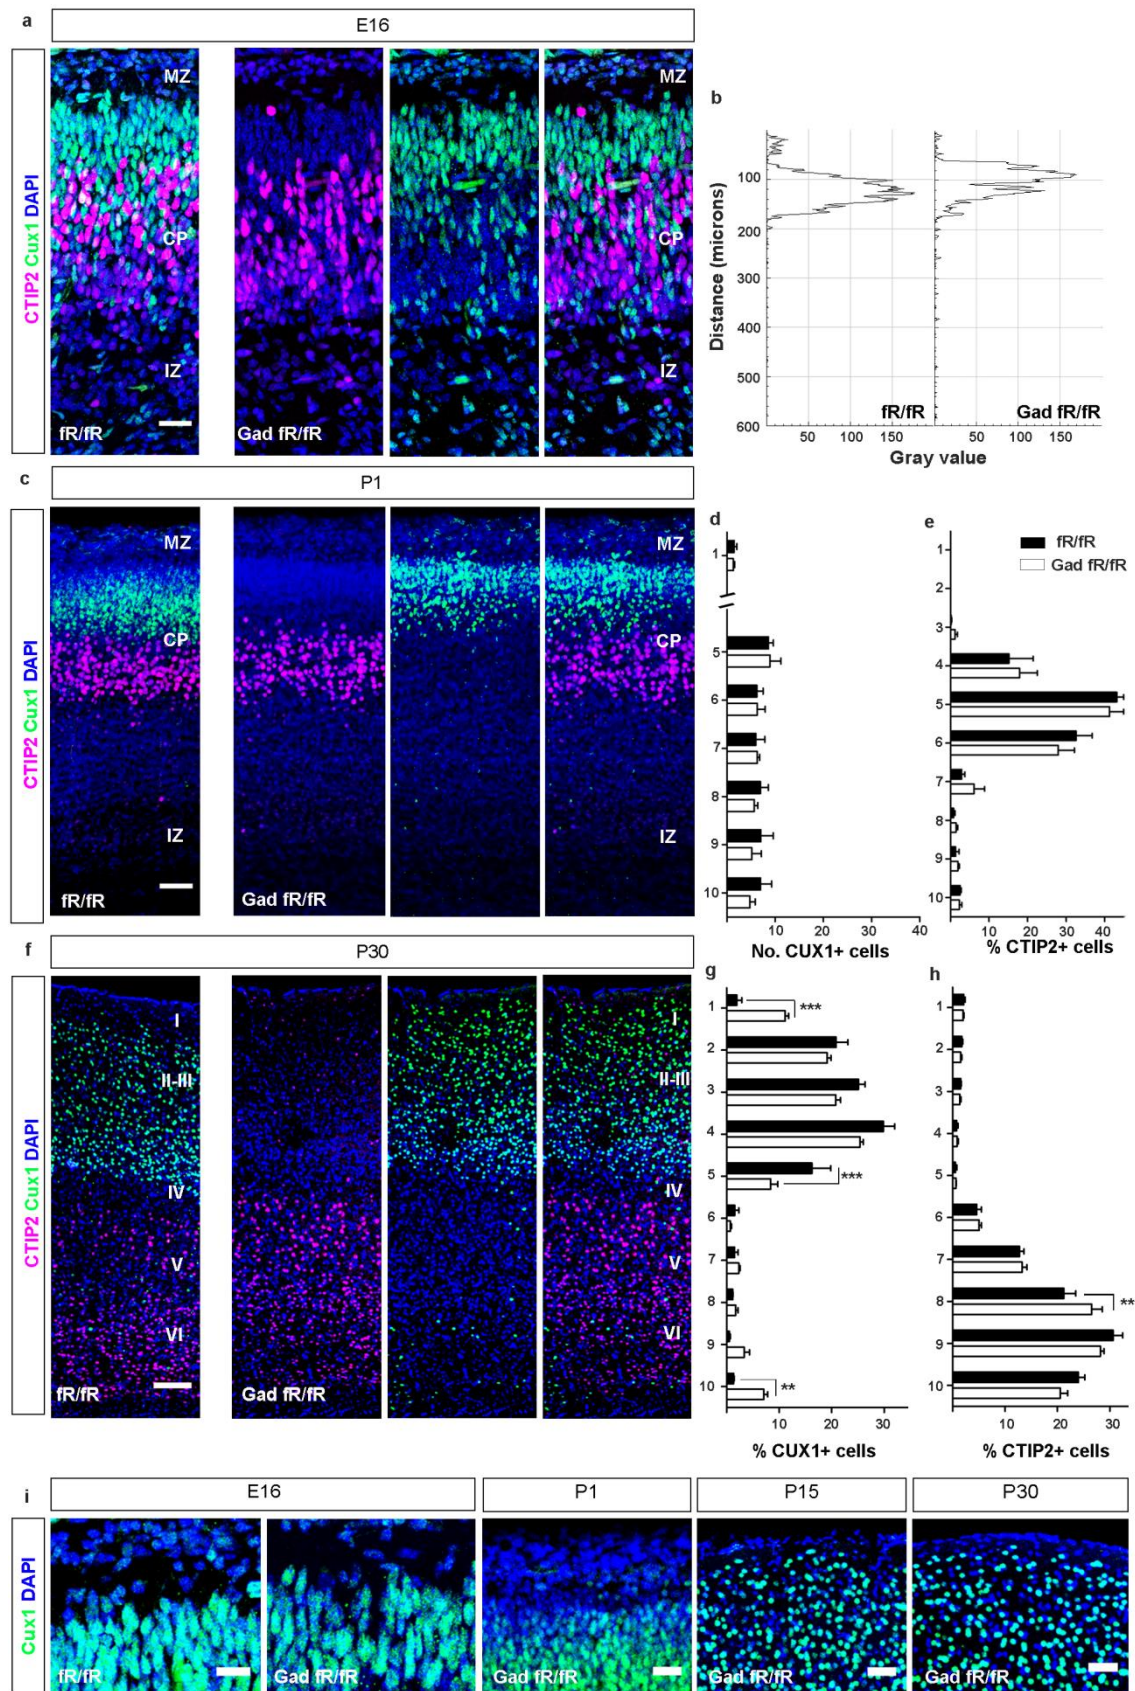 a
E16
CTIP2 Cux1 DAPI
MZ
CP
IZ
fR/fR
Gad fR/fR
MZ
CP
IZ
b
Distance (microns)
100
200
300
400
500
600
fR/fR
Gad fR/fR
50 100 150
50 100 150
Gray value
c
P1
CTIP2 Cux1 DAPI
MZ
CP
IZ
fR/fR
Gad fR/fR
MZ
CP
IZ
d
1
5
6
7
8
9
10
0 10 20 30 40
No. CUX1+ cells
e
fR/fR
Gad fR/fR
1
2
3
4
5
6
7
8
9
10
10 20 30 40
% CTIP2+ cells
f
P30
CTIP2 Cux1 DAPI
I
II-III
IV
V
VI
fR/fR
Gad fR/fR
I
II-III
IV
V
VI
g
1
2
3
4
5
6
7
8
9
10
***
***
**
0 10 20 30
% CUX1+ cells
h
1
2
3
4
5
6
7
8
9
10
**
10 20 30
% CTIP2+ cells
i
E16
P1
P15
P30
Cux1 DAPI
fR/fR
Gad fR/fR
Gad fR/fR
Gad fR/fR
Gad fR/fR